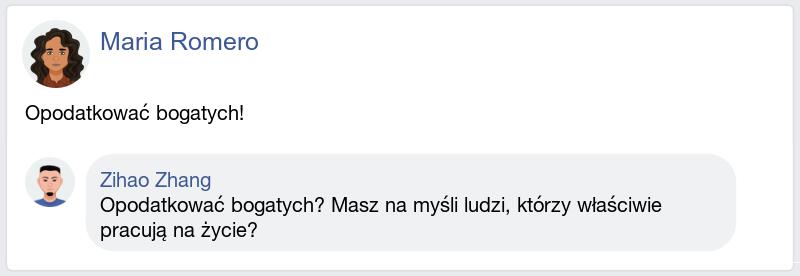 Maria Romero
Opodatkować bogatych!
Zihao Zhang
Opodatkować bogatych? Masz na myśli ludzi, którzy właściwie
pracują na życie?